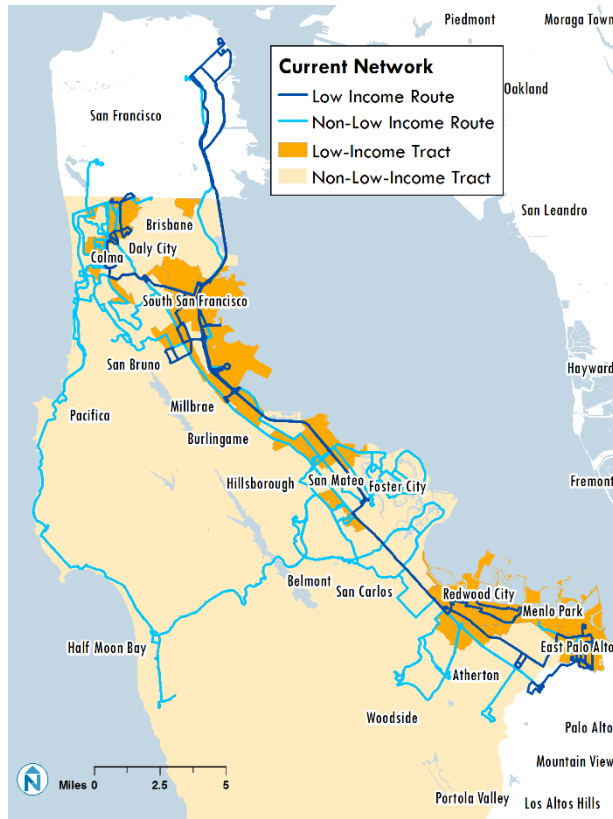 Piedmont
Moraga Town
Current Network
Low Income Route
Non-Low Income Route
Low-Income Tract
Non-Low-Income Tract
Oakland
San Francisco
San Leandro
Brisbane
Daly City
Colma
South San Francisco
San Bruno
Hayward
Millbrae
Pacifica
Burlingame
Hillsborough
San Mateo
Foster City
Fremont
Belmont
San Carlos
Redwood City
Menlo Park
Half Moon Bay
East Palo Alto
Atherton
Woodside
Palo Alto
Mountain View
Portola Valley
Los Altos Hills
N
Miles 0 2.5 5